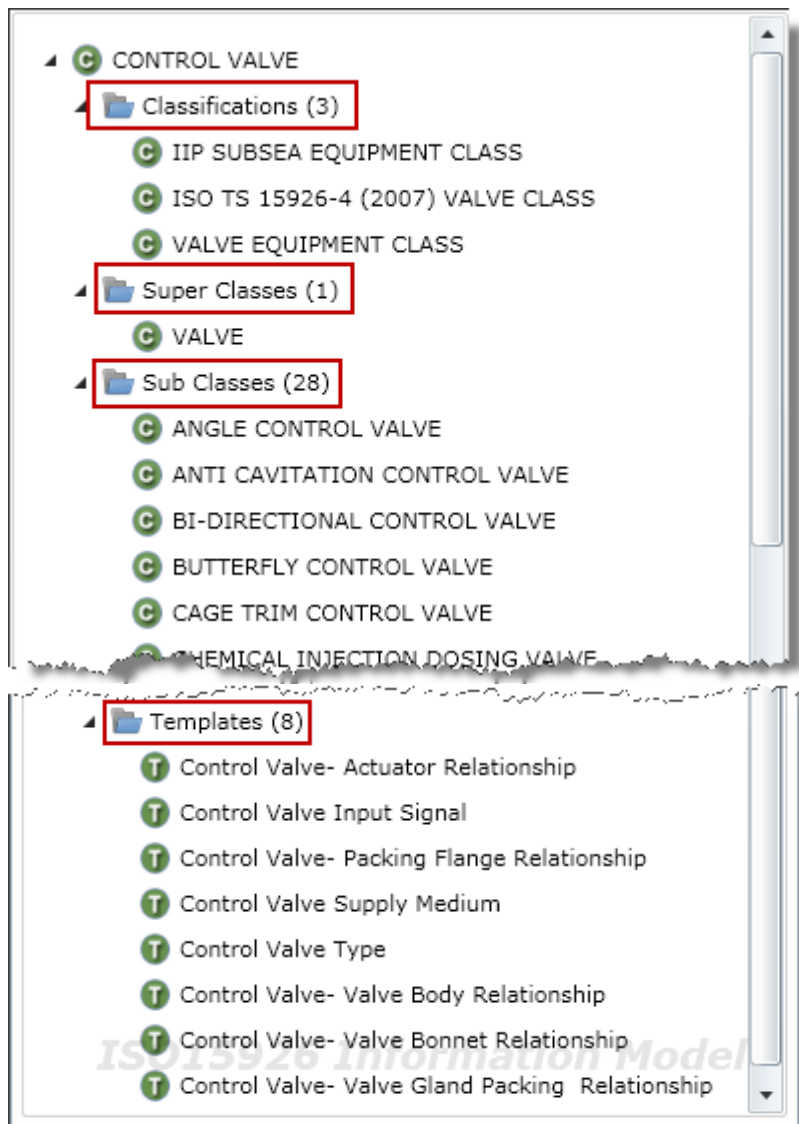 CONTROL VALVE
Classifications (3)
IIP SUBSEA EQUIPMENT CLASS
ISO TS 15926-4 (2007) VALVE CLASS
VALVE EQUIPMENT CLASS
Super Classes (1)
VALVE
Sub Classes (28)
ANGLE CONTROL VALVE
ANTI CAVITATION CONTROL VALVE
BI-DIRECTIONAL CONTROL VALVE
BUTTERFLY CONTROL VALVE
CAGE TRIM CONTROL VALVE
CHEMICAL INJECTION DOSING VALVE
Templates (8)
Control Valve- Actuator Relationship
Control Valve Input Signal
Control Valve- Packing Flange Relationship
Control Valve Supply Medium
Control Valve Type
Control Valve- Valve Body Relationship
Control Valve- Valve Bonnet Relationship
ISO15926 Information Model
Control Valve- Valve Gland Packing  Relationship